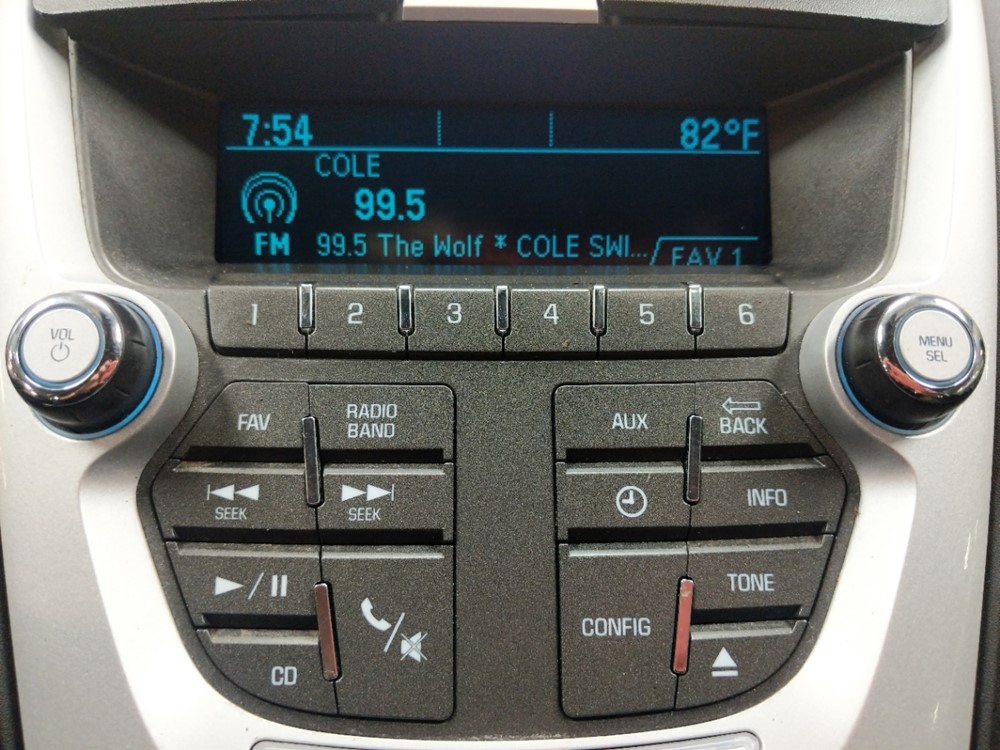 7:54 82°F
COLE
99.5
FM 99.5 The Wolf * COLE SWI... FAV 1
1 2 3 4 5 6
VOL
MENU
SEL
FAV
RADIO
BAND
AUX
BACK
SEEK
SEEK
INFO
CONFIG
TONE
CD